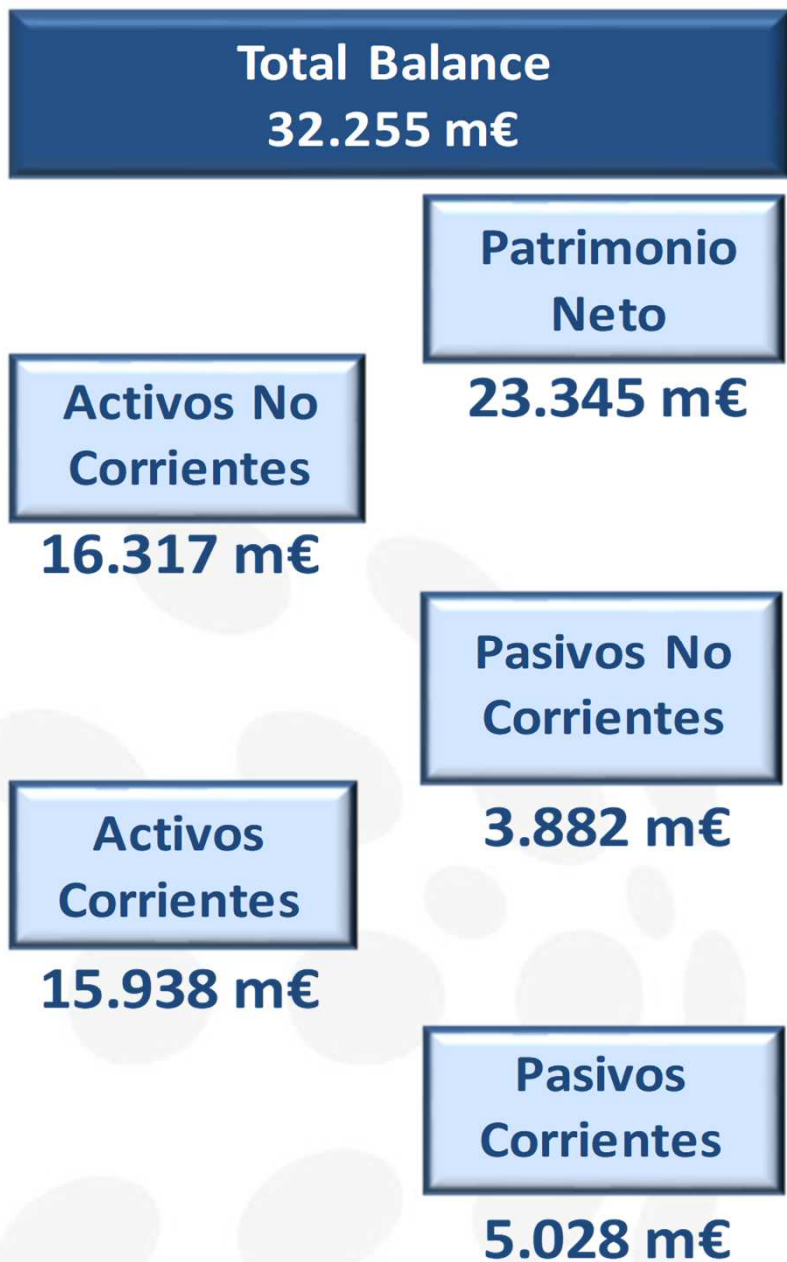 Total Balance
32.255 m€
Patrimonio
Neto
23.345 m€
Activos No
Corrientes
16.317 m€
Pasivos No
Corrientes
3.882 m€
Activos
Corrientes
15.938 m€
Pasivos
Corrientes
5.028 m€